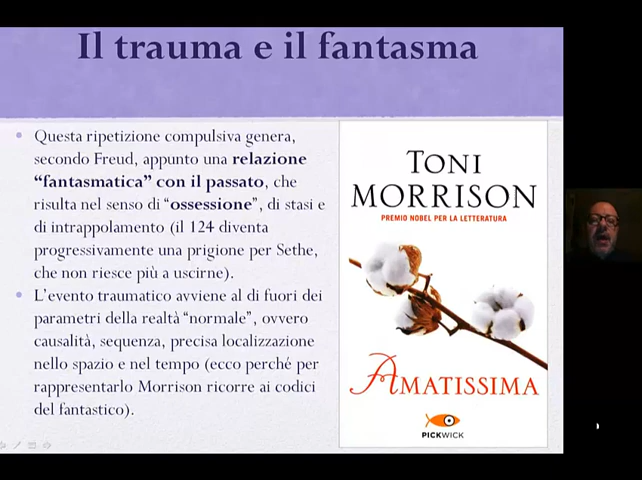 Il trauma e il fantasma
Questa ripetizione compulsiva genera,
secondo Freud, appunto una relazione
“fantasmatica” con il passato, che
risulta nel senso di “ossessione”, di stasi e
di intrappolamento (il 124 diventa
progressivamente una prigione per Sethe,
che non riesce più a uscirne).
L’evento traumatico avviene al di fuori dei
parametri della realtà “normale”, ovvero
causalità, sequenza, precisa localizzazione
nello spazio e nel tempo (ecco perché per
rappresentarlo Morrison ricorre ai codici
del fantastico).
TONI
MORRISON
PREMIO NOBEL PER LA LETTERATURA
AMATISSIMA
PICKWICK